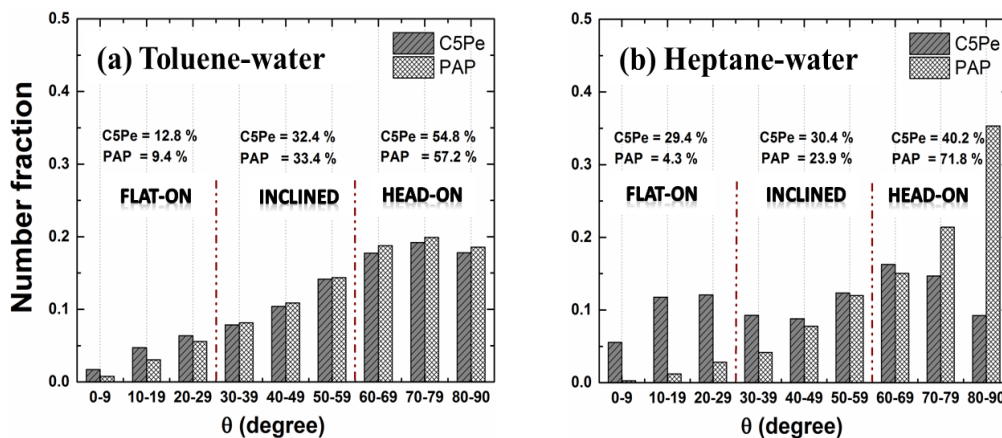 0.5
0.4
0.3
0.2
0.1
0.0
Number fraction
(a) Toluene-water
C5Pe
PAP
C5Pe = 12.8 %
PAP = 9.4 %
C5Pe = 32.4 %
PAP = 33.4 %
C5Pe = 54.8 %
PAP = 57.2 %
FLAT-ON
INCLINED
HEAD-ON
0-9 10-19 20-29 30-39 40-49 50-59 60-69 70-79 80-90
θ (degree)
0.5
0.4
0.3
0.2
0.1
0.0
(b) Heptane-water
C5Pe
PAP
C5Pe = 29.4 %
PAP = 4.3 %
C5Pe = 30.4 %
PAP = 23.9 %
C5Pe = 40.2 %
PAP = 71.8 %
FLAT-ON
INCLINED
HEAD-ON
0-9 10-19 20-29 30-39 40-49 50-59 60-69 70-79 80-90
θ (degree)